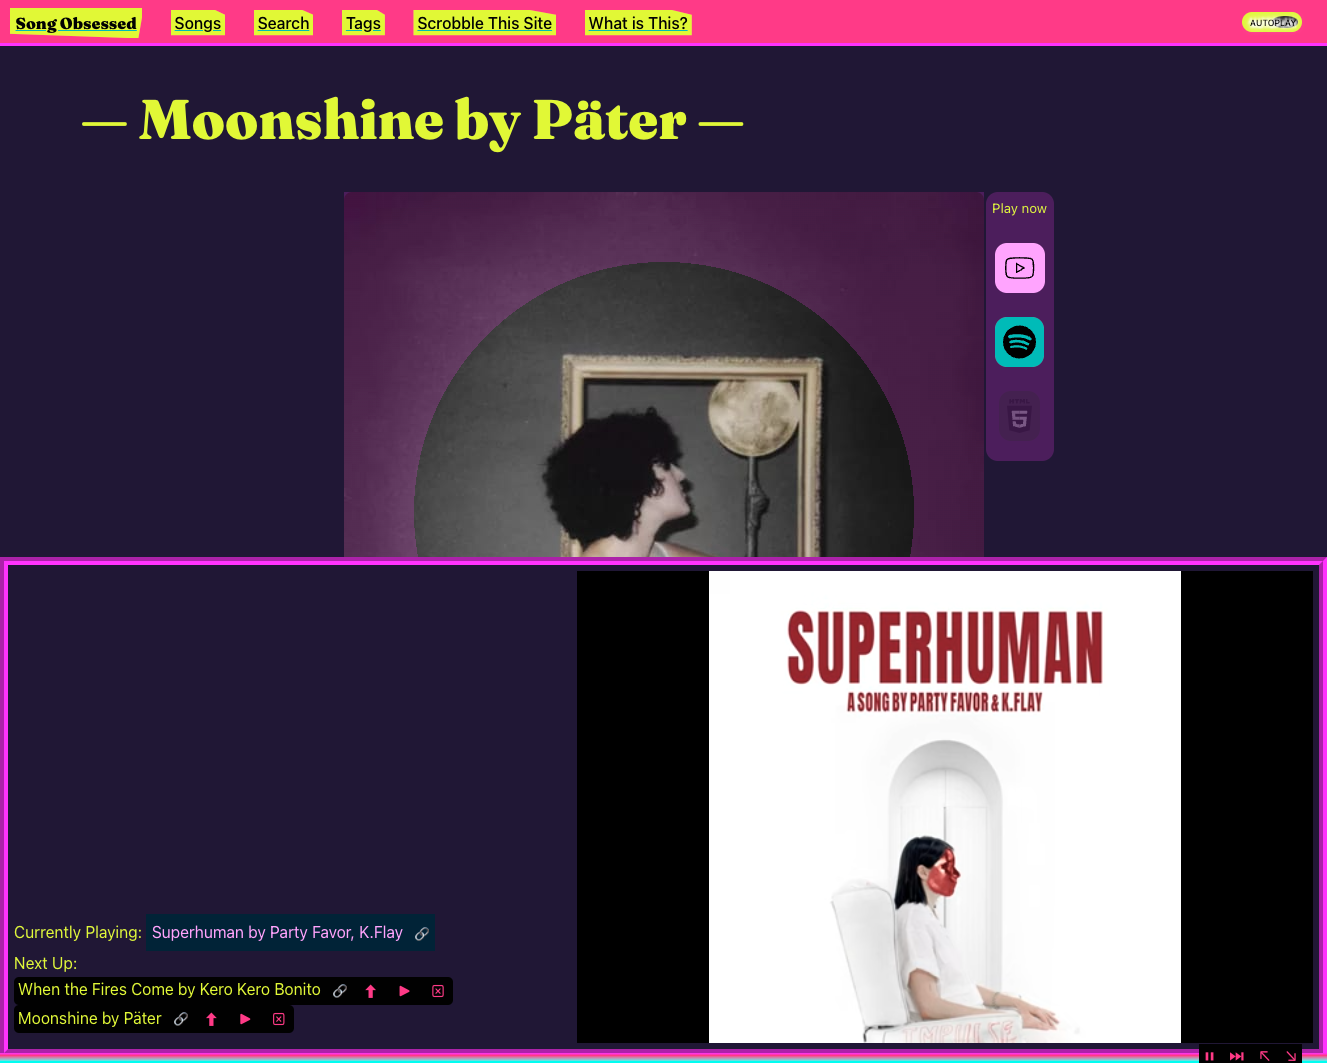 Song Obsessed Songs Search Tags Scrobble This Site What is This? AUTOPLAY
— Moonshine by Päter —
Play now
HTML
5
SUPERHUMAN
A SONG BY PARTY FAVOR & K.FLAY
Currently Playing: Superhuman by Party Favor, K.Flay
Next Up:
When the Fires Come by Kero Kero Bonito
Moonshine by Päter